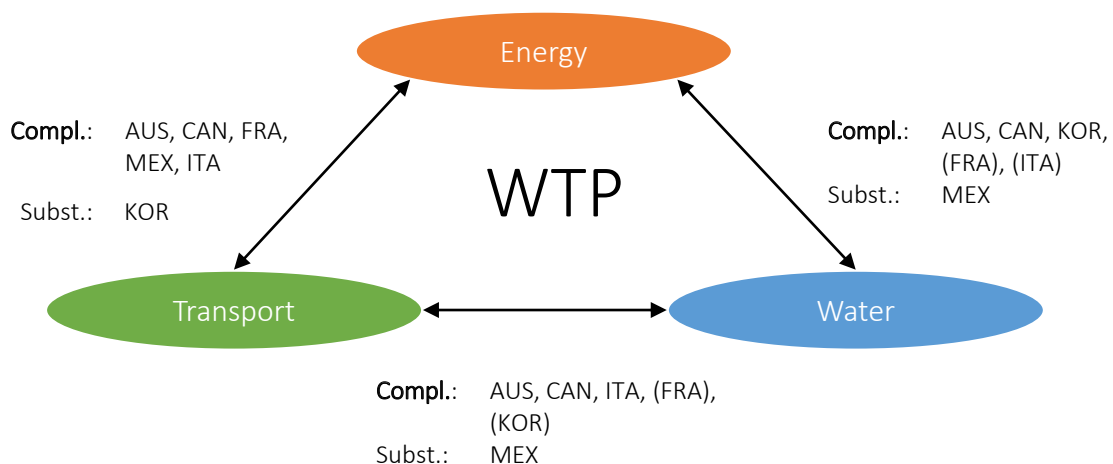 Energy
Compl.: AUS, CAN, FRA,
MEX, ITA
Subst.: KOR
WTP
Compl.: AUS, CAN, KOR,
(FRA), (ITA)
Subst.: MEX
Transport
Water
Compl.: AUS, CAN, ITA, (FRA),
(KOR)
Subst.: MEX